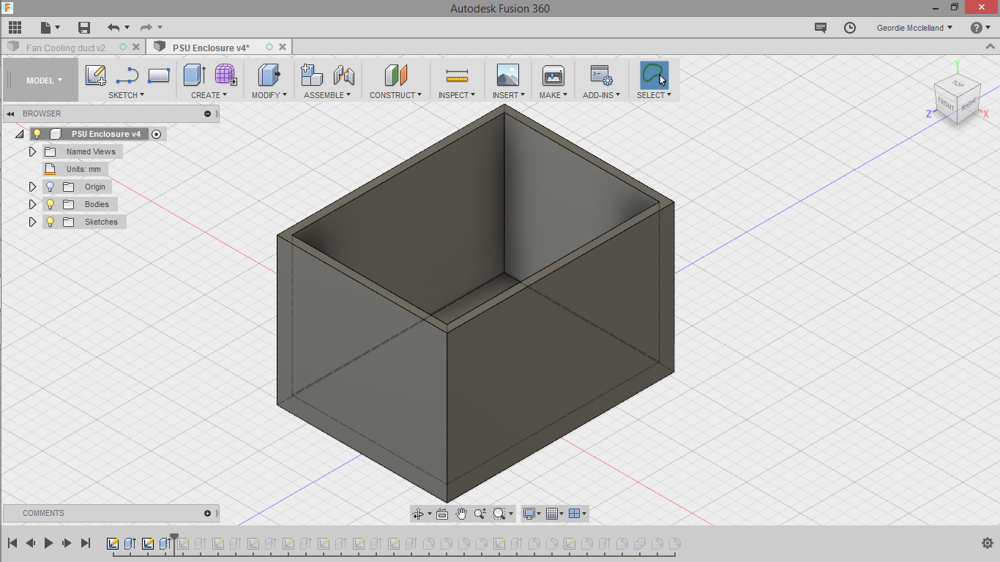 Autodesk Fusion 360
Geordie Mcclelland
Fan Cooling duct v2
PSU Enclosure v4*
MODEL
SKETCH
CREATE
MODIFY
ASSEMBLE
CONSTRUCT
INSPECT
INSERT
MAKE
ADD-INS
SELECT
Y
TOP
FRONT
RIGHT
Z
X
BROWSER
PSU Enclosure v4
Named Views
Units: mm
Origin
Bodies
Sketches
COMMENTS